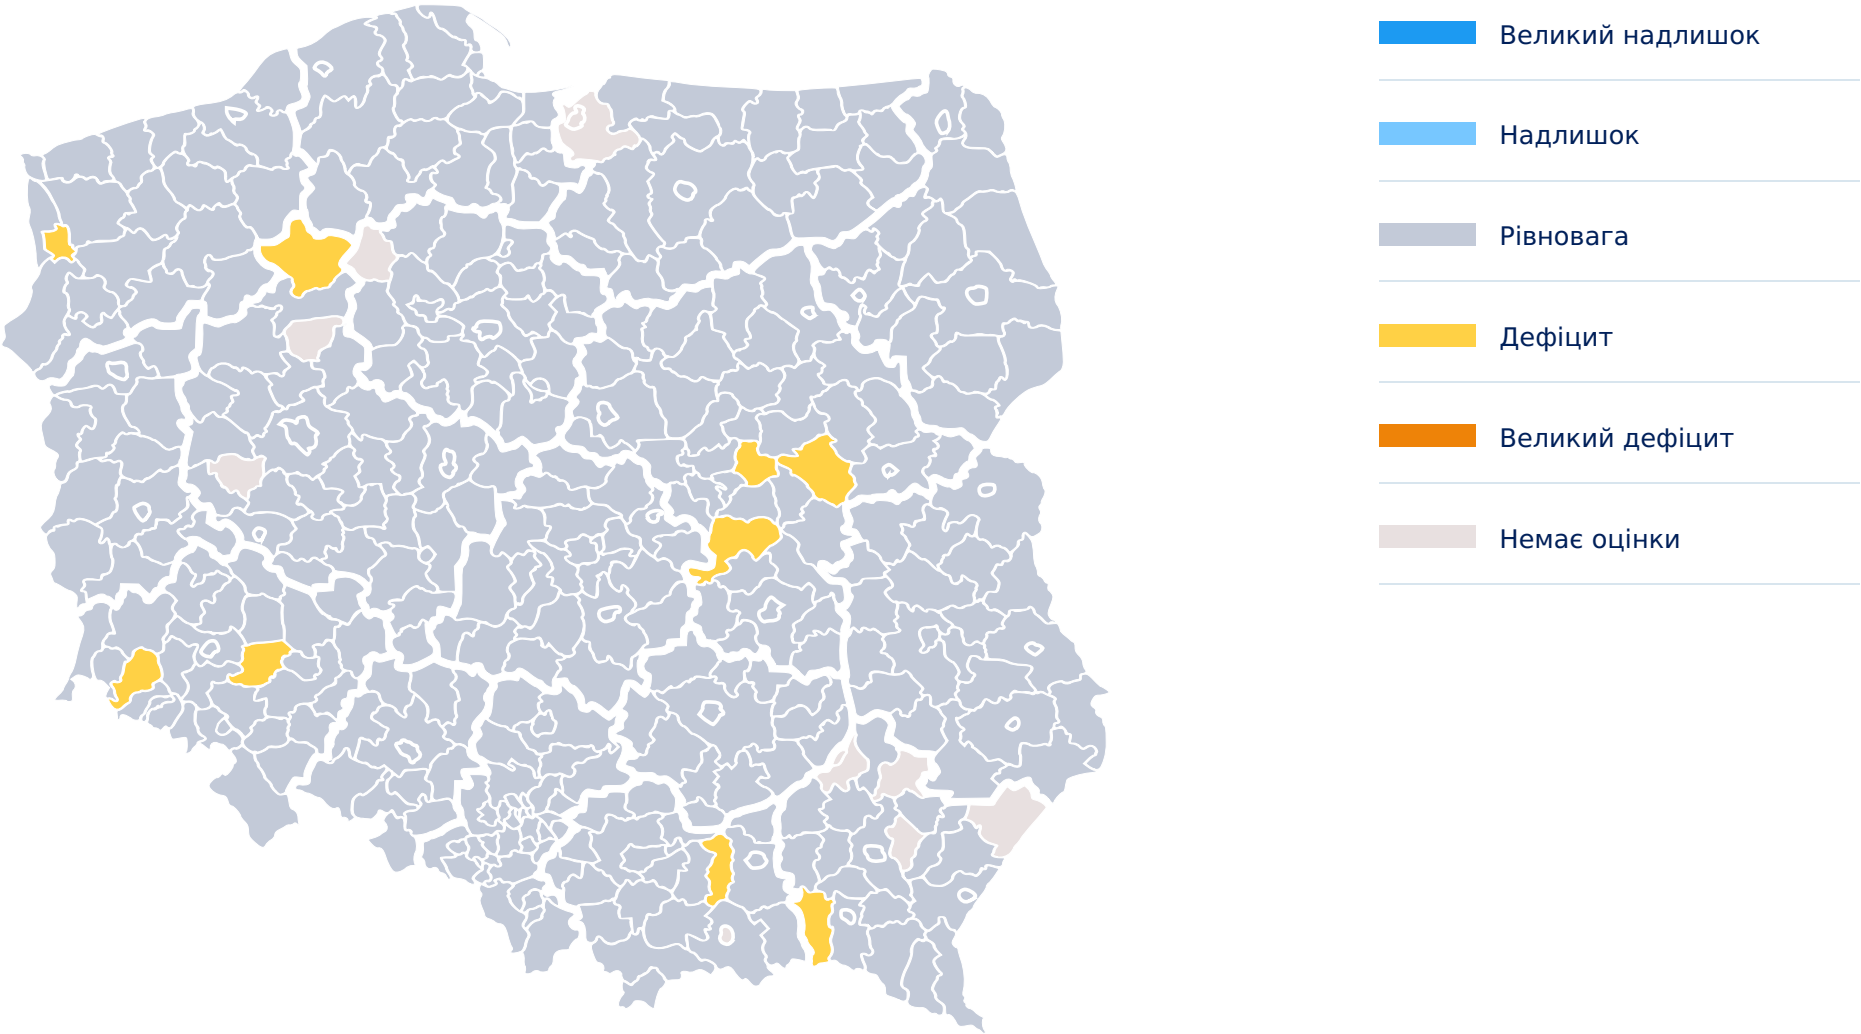 Великий надлишок
Надлишок
Рівновага
Дефіцит
Великий дефіцит
Немає оцінки